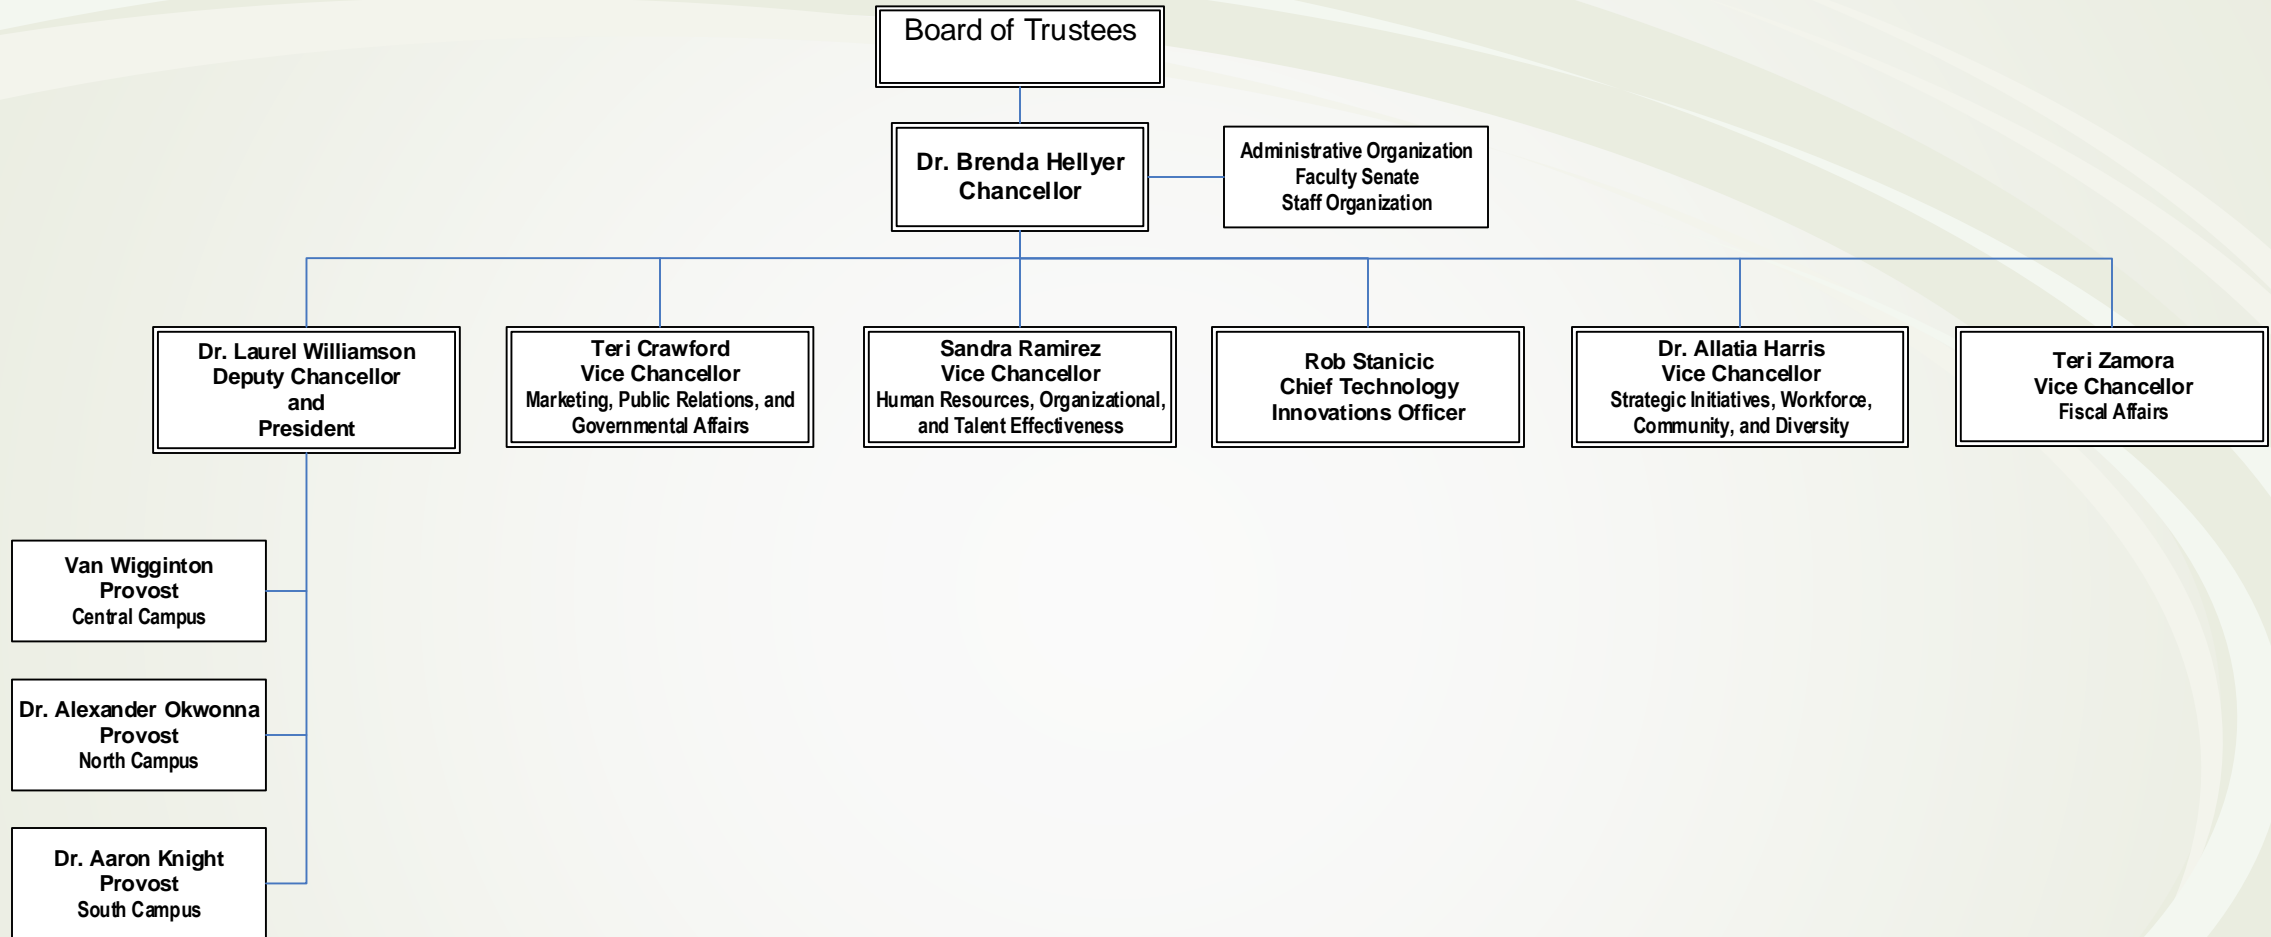 Board of Trustees
Dr. Brenda Hellyer
Chancellor
Administrative Organization
Faculty Senate
Staff Organization
Dr. Laurel Williamson
Deputy Chancellor
and
President
Teri Crawford
Vice Chancellor
Marketing, Public Relations, and
Governmental Affairs
Sandra Ramirez
Vice Chancellor
Human Resources, Organizational,
and Talent Effectiveness
Rob Stanicic
Chief Technology
Innovations Officer
Dr. Allatia Harris
Vice Chancellor
Strategic Initiatives, Workforce,
Community, and Diversity
Teri Zamora
Vice Chancellor
Fiscal Affairs
Van Wigginton
Provost
Central Campus
Dr. Alexander Okwonna
Provost
North Campus
Dr. Aaron Knight
Provost
South Campus